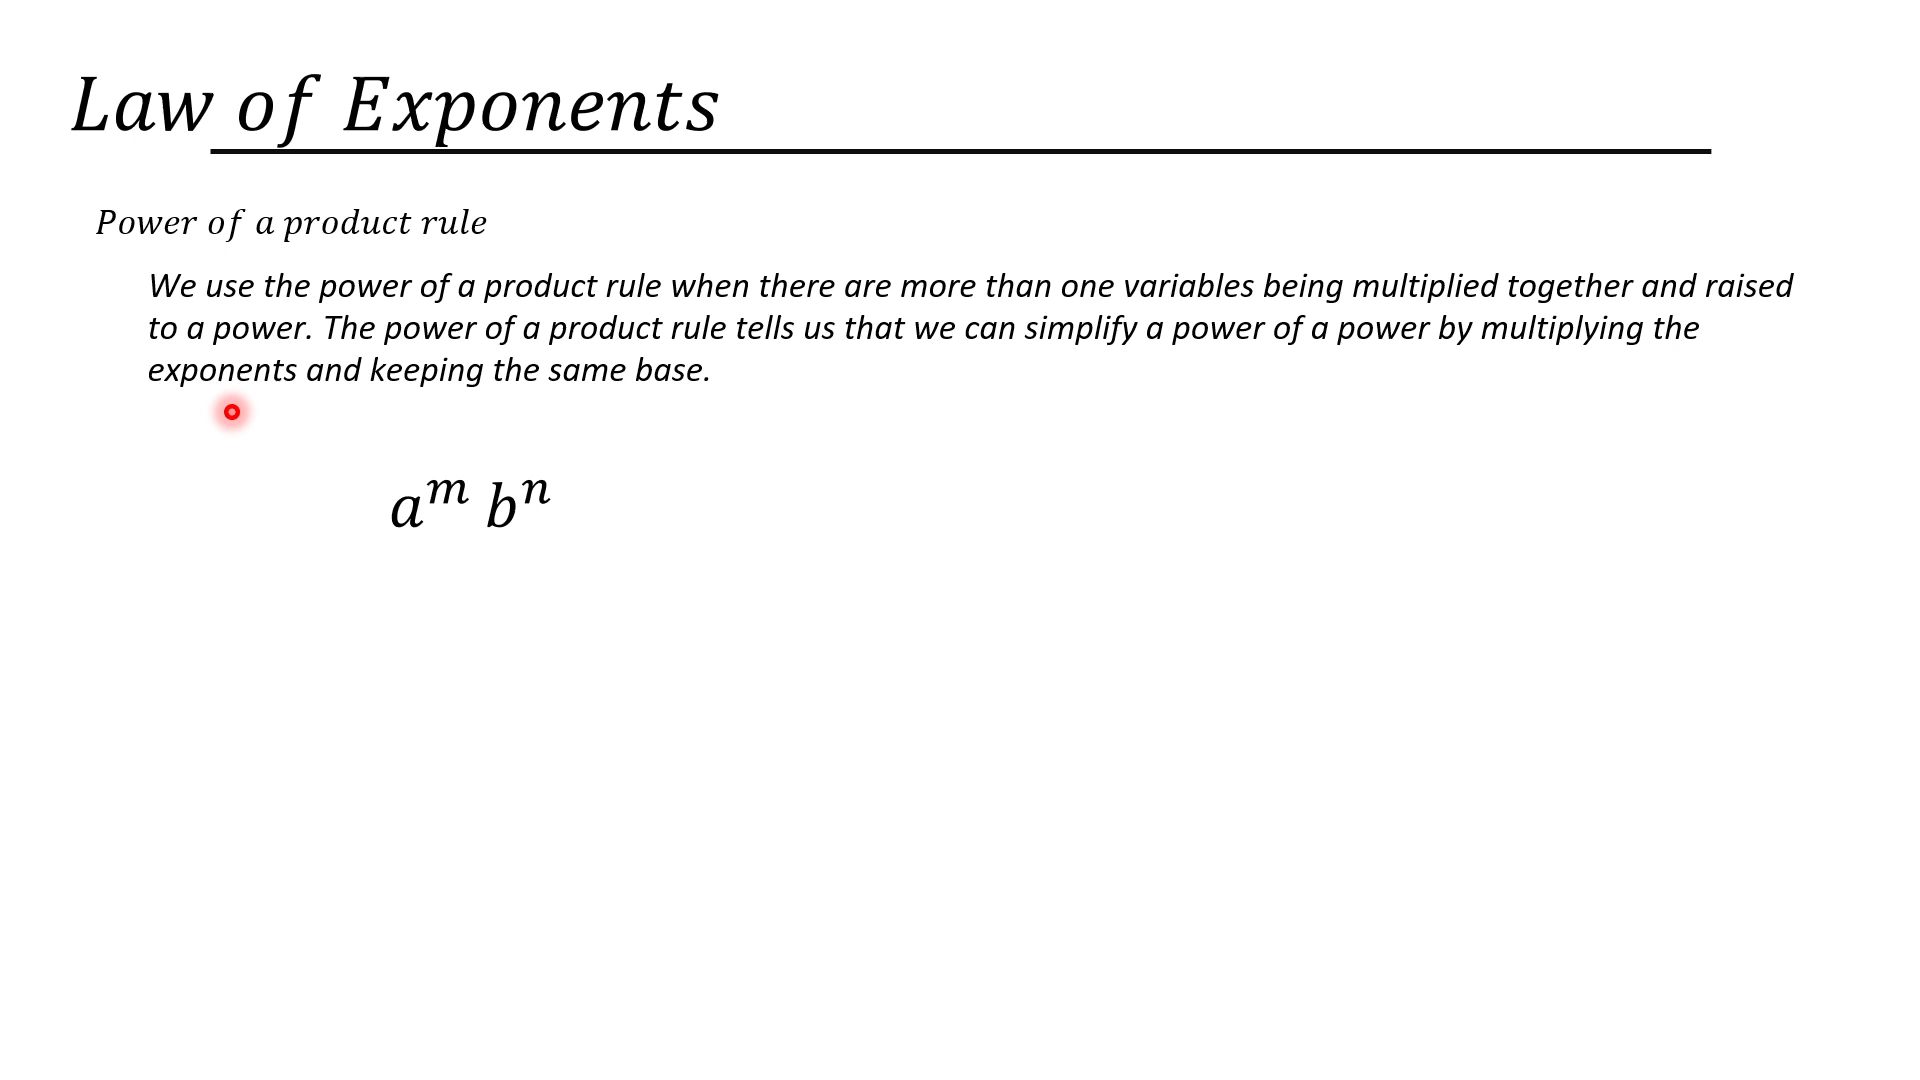 Law of Exponents
Power of a product rule
We use the power of a product rule when there are more than one variables being multiplied together and raised
to a power. The power of a product rule tells us that we can simplify a power of a power by multiplying the
exponents and keeping the same base.
aᵐ bⁿ